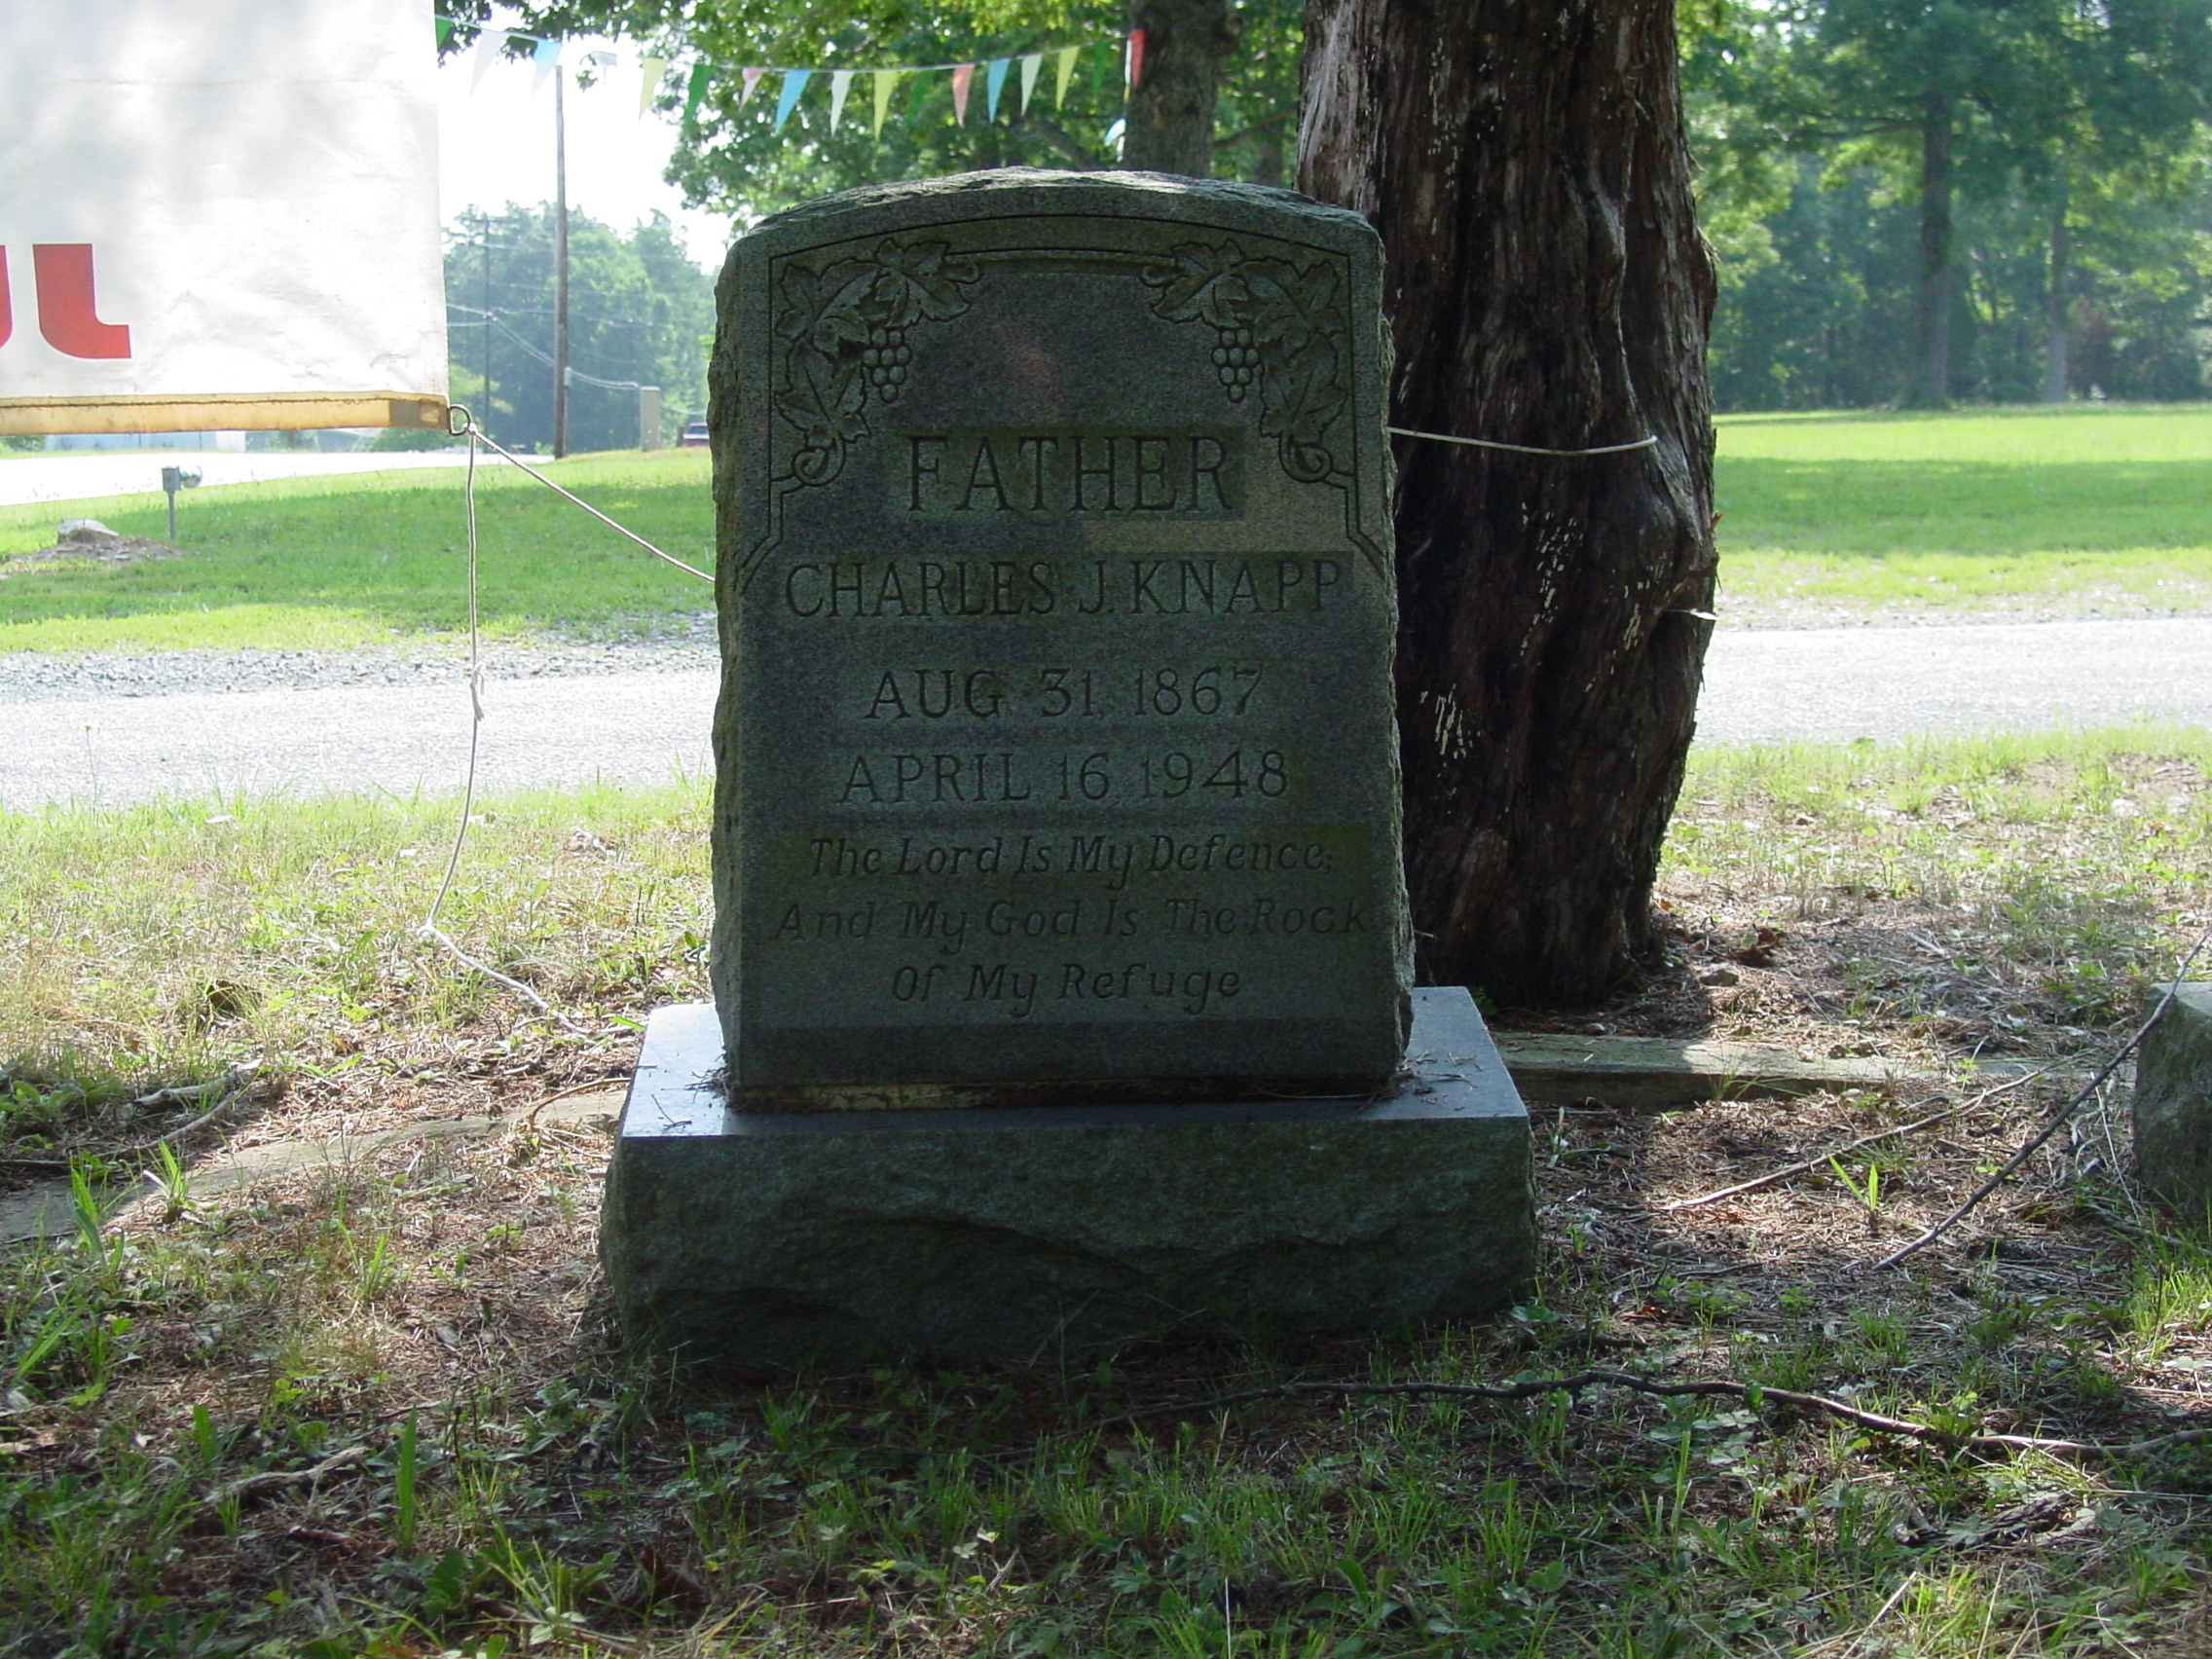 FATHER
CHARLES J. KNAPP
AUG 31, 1867
APRIL 16, 1948
The Lord Is My Defence;
And My God Is The Rock
Of My Refuge